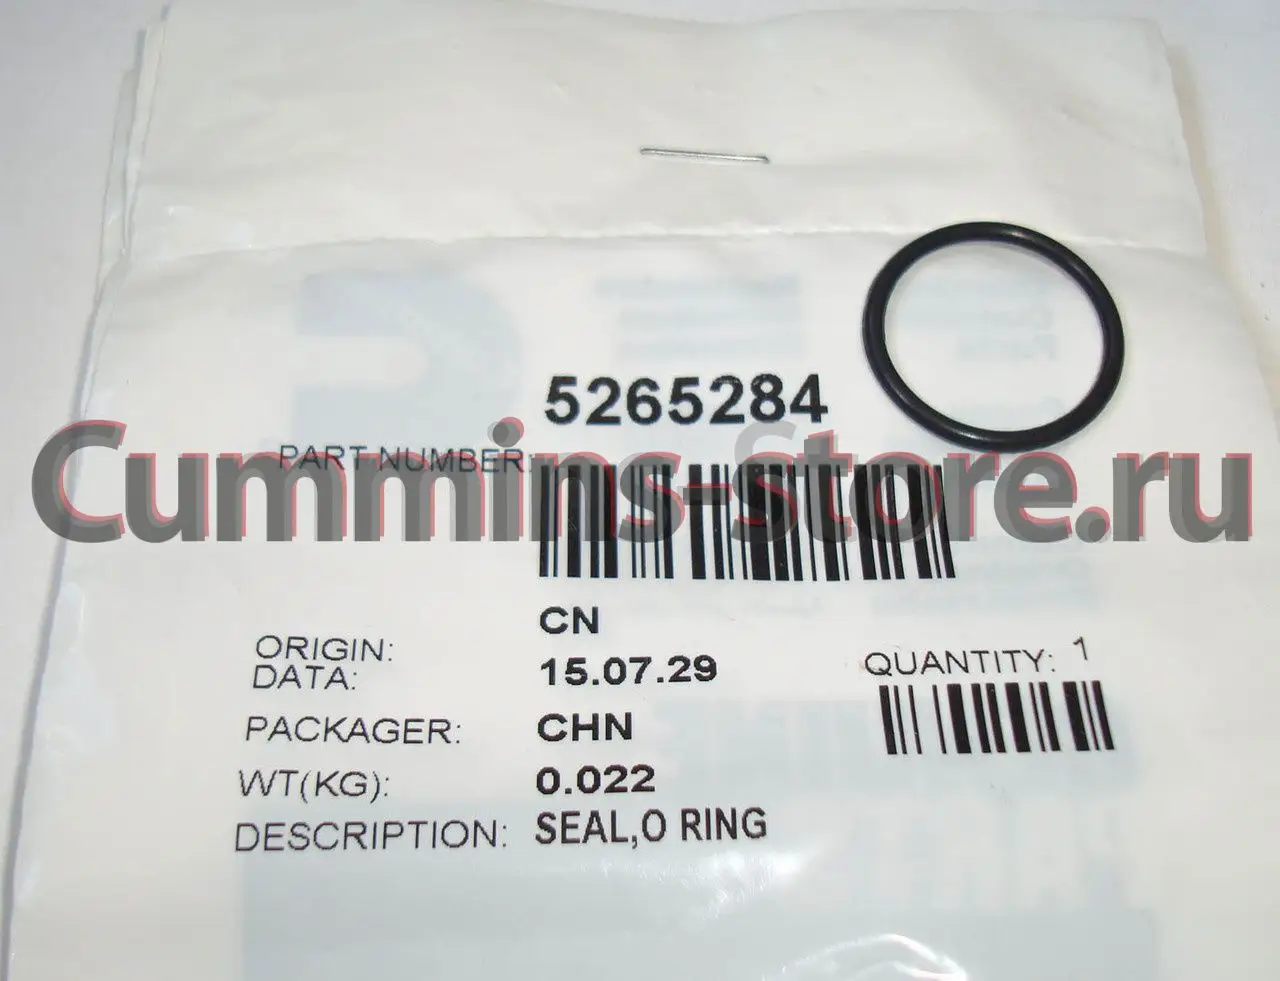 5265284
PART NUMBER:
Cummins-Store.ru
CN
ORIGIN:
DATA: 15.07.29
QUANTITY: 1
PACKAGER: CHN
WT(KG): 0.022
DESCRIPTION: SEAL,O RING